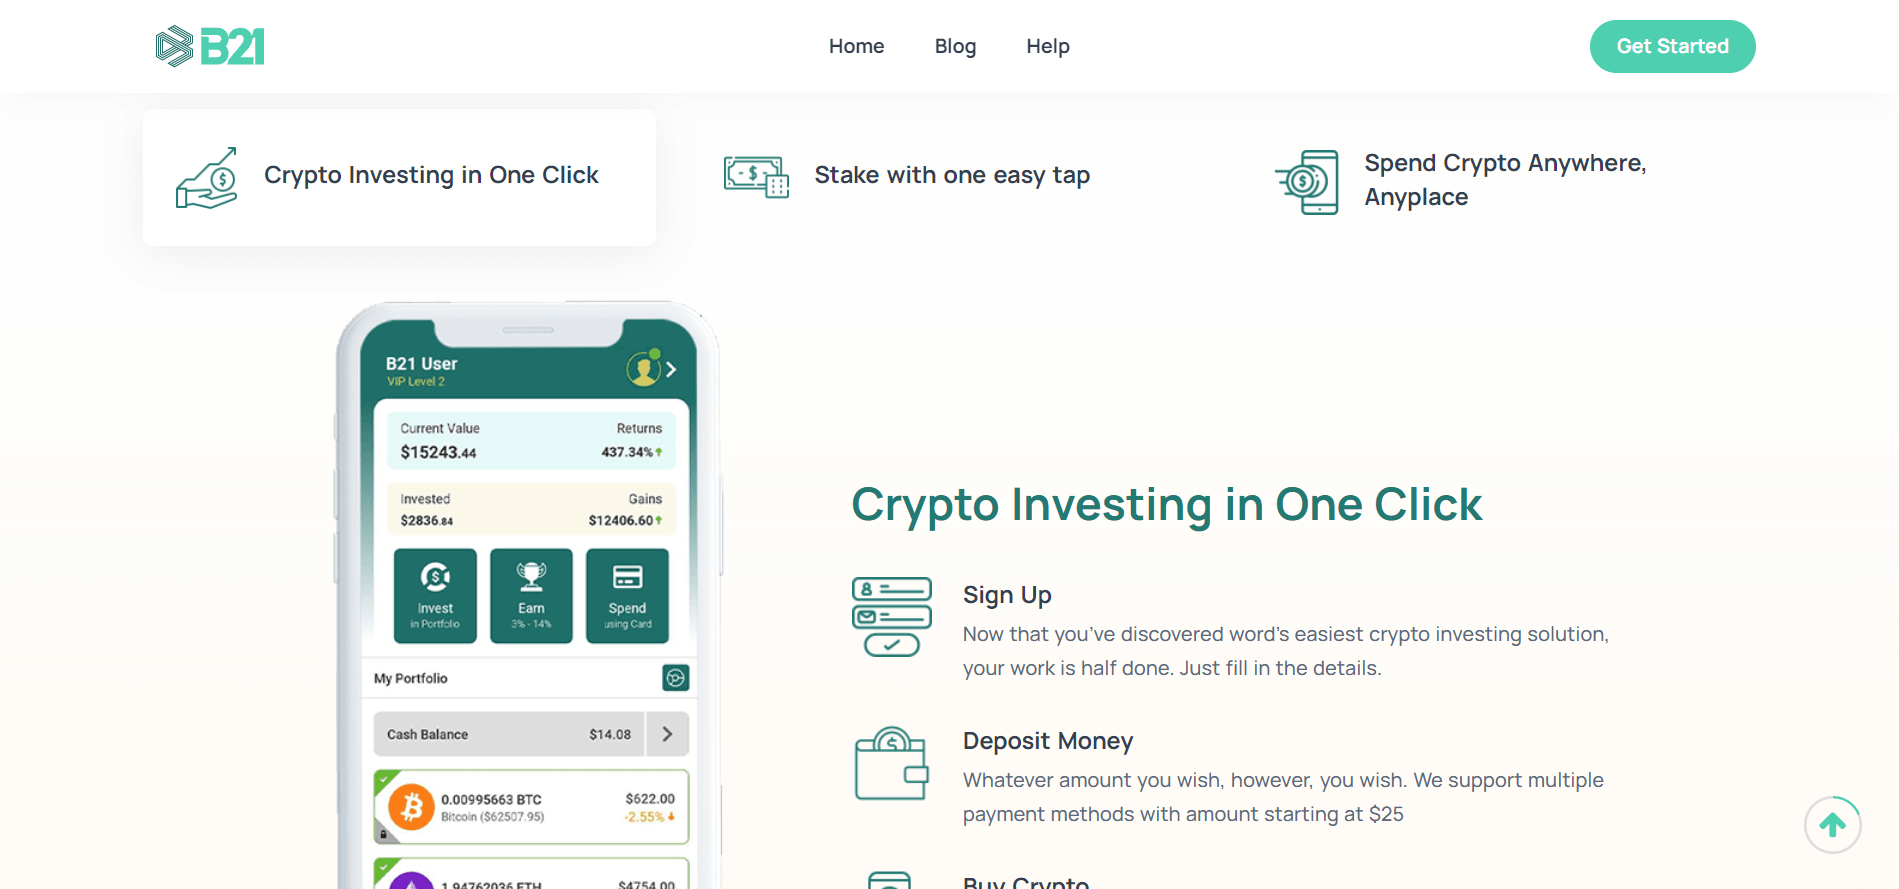 B21
Home
Blog
Help
Get Started
Crypto Investing in One Click
Stake with one easy tap
Spend Crypto Anywhere,
Anyplace
B21 User
VIP Level 2
Current Value
Returns
$15243.44
437.34%
Invested
Gains
$2836.84
$12406.60
Invest
in Portfolio
Earn
3% - 14%
Spend
using Card
My Portfolio
Cash Balance
$14.08
0.00995663 BTC
$622.00
Bitcoin ($62507.95)
-2.55%
1.94762036 ETH
$4754.00
Crypto Investing in One Click
Sign Up
Now that you’ve discovered word’s easiest crypto investing solution,
your work is half done. Just fill in the details.
Deposit Money
Whatever amount you wish, however, you wish. We support multiple
payment methods with amount starting at $25
Buy Crypto